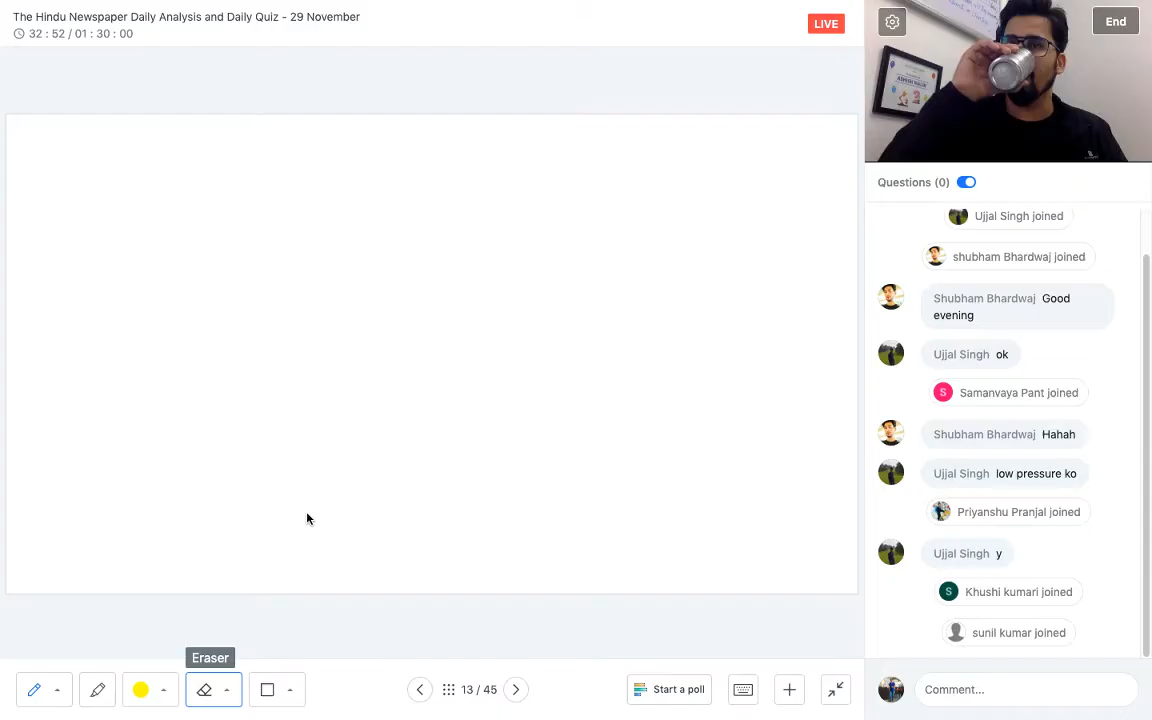 The Hindu Newspaper Daily Analysis and Daily Quiz - 29 November
32 : 52 / 01 : 30 : 00
LIVE
End
Questions (0)
Ujjal Singh joined
shubham Bhardwaj joined
Shubham Bhardwaj Good
evening
Ujjal Singh ok
S Samanvaya Pant joined
Shubham Bhardwaj Hahah
Ujjal Singh low pressure ko
Priyanshu Pranjal joined
Ujjal Singh y
S Khushi kumari joined
sunil kumar joined
Eraser
13 / 45
Start a poll
Comment...